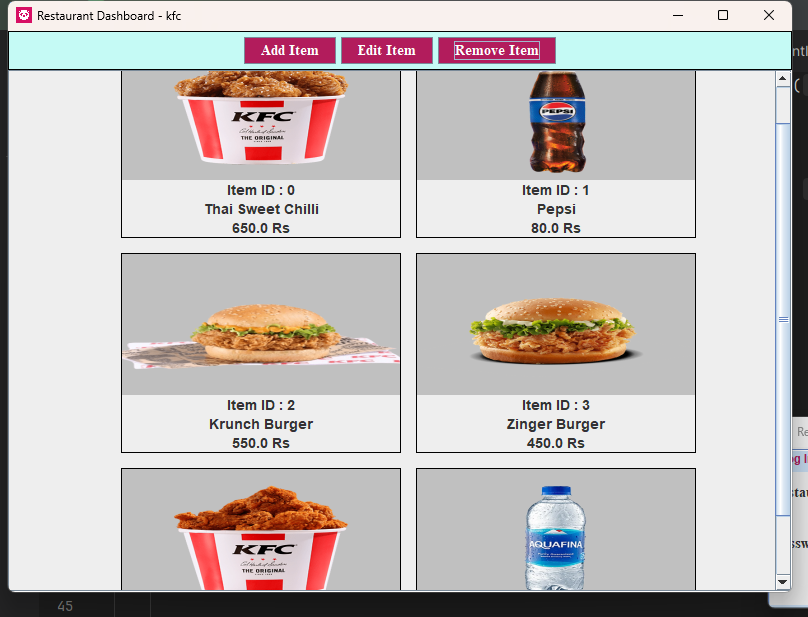 Restaurant Dashboard - kfc
Add Item
Edit Item
Remove Item
KFC
THE ORIGINAL
Item ID : 0
Thai Sweet Chilli
650.0 Rs
PEPSI
Item ID : 1
Pepsi
80.0 Rs
Item ID : 2
Krunch Burger
550.0 Rs
Item ID : 3
Zinger Burger
450.0 Rs
KFC
THE ORIGINAL
AQUAFINA
45